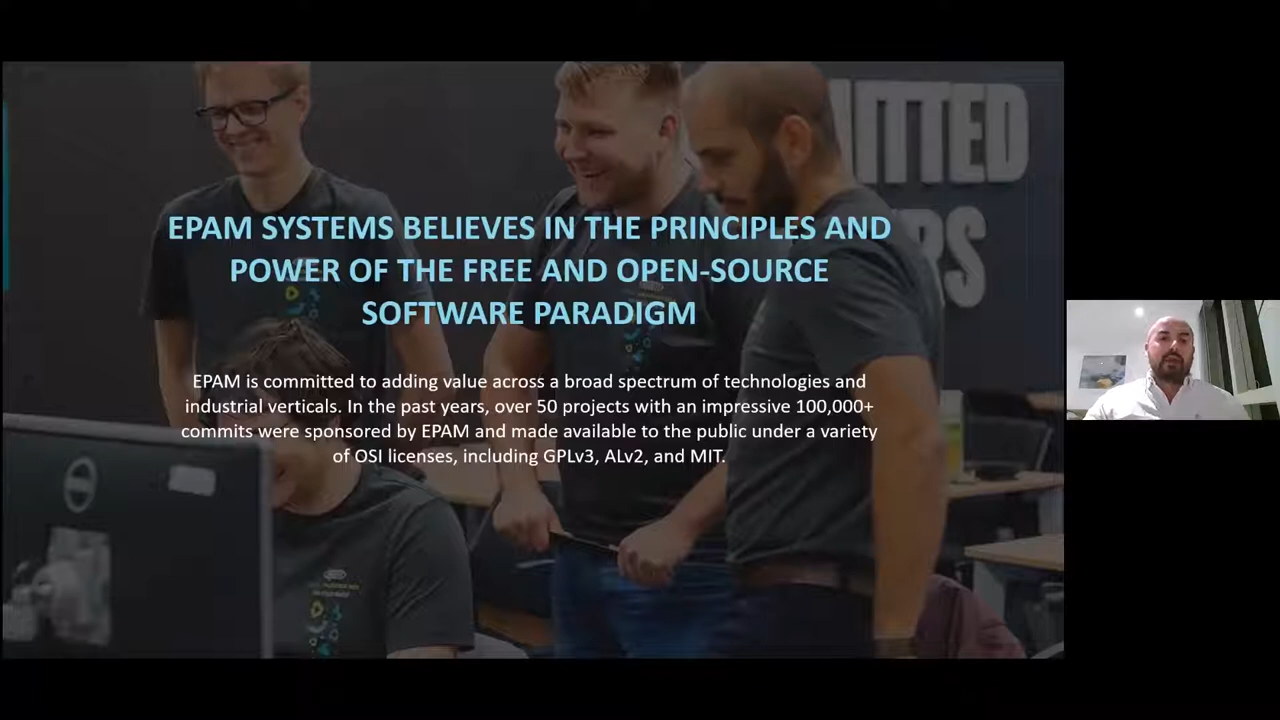 ITTED
RS
EPAM SYSTEMS BELIEVES IN THE PRINCIPLES AND
POWER OF THE FREE AND OPEN-SOURCE
SOFTWARE PARADIGM
EPAM is committed to adding value across a broad spectrum of technologies and
industrial verticals. In the past years, over 50 projects with an impressive 100,000+
commits were sponsored by EPAM and made available to the public under a variety
of OSI licenses, including GPLv3, ALv2, and MIT.